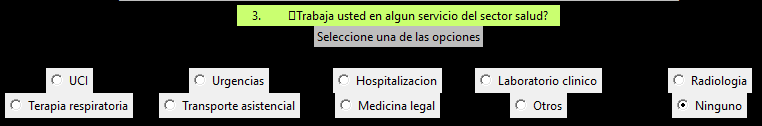 3. Trabaja usted en algun servicio del sector salud?
Seleccione una de las opciones
UCI Urgencias Hospitalizacion Laboratorio clinico Radiologia
Terapia respiratoria Transporte asistencial Medicina legal Otros Ninguno